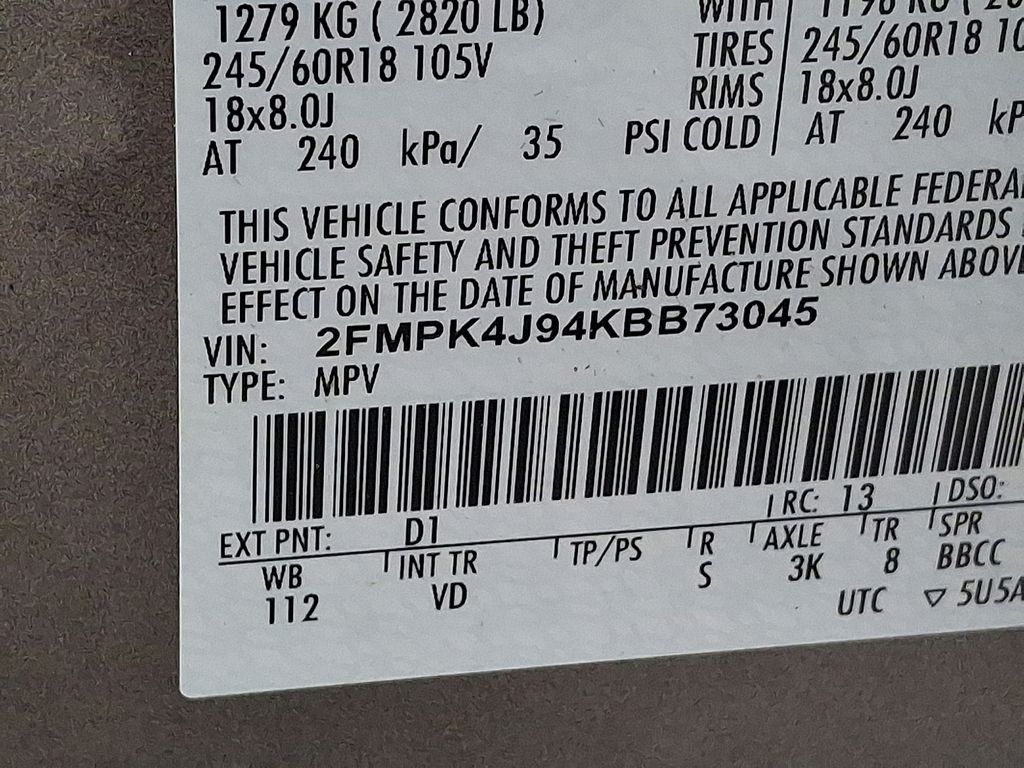 1279 KG ( 2820 LB) WITH
245/60R18 105V TIRES 245/60R18
18x8.0J RIMS 18x8.0J
AT 240 kPa/ 35 PSI COLD AT 240
THIS VEHICLE CONFORMS TO ALL APPLICABLE FEDERA
VEHICLE SAFETY AND THEFT PREVENTION STANDARDS
EFFECT ON THE DATE OF MANUFACTURE SHOWN ABOVE
VIN: 2FMPK4J94KBB73045
TYPE: MPV
EXT PNT: D1 RC: 13 DSO:
WB INT TR TP/PS R AXLE TR SPR
112 VD S 3K 8 BBCC
UTC ▽ 5U5A